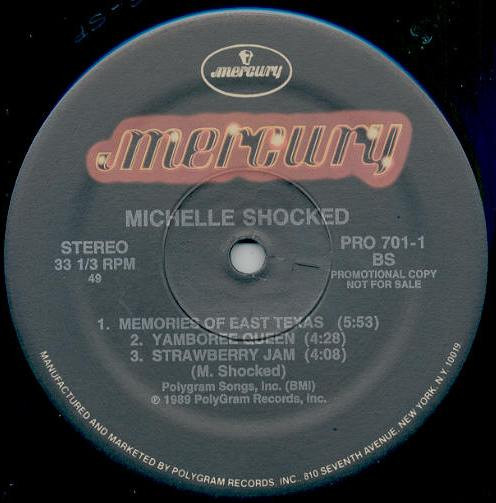 mercury
mercury
MICHELLE SHOCKED
STEREO
33 1/3 RPM
49
PRO 701-1
BS
PROMOTIONAL COPY
NOT FOR SALE
1. MEMORIES OF EAST TEXAS (5:53)
2. YAMBOREE QUEEN (4:28)
3. STRAWBERRY JAM (4:08)
(M. Shocked)
Polygram Songs, Inc. (BMI)
℗ 1989 PolyGram Records, Inc.
MANUFACTURED AND MARKETED BY POLYGRAM RECORDS, INC. 810 SEVENTH AVENUE, NEW YORK, N.Y. 10019